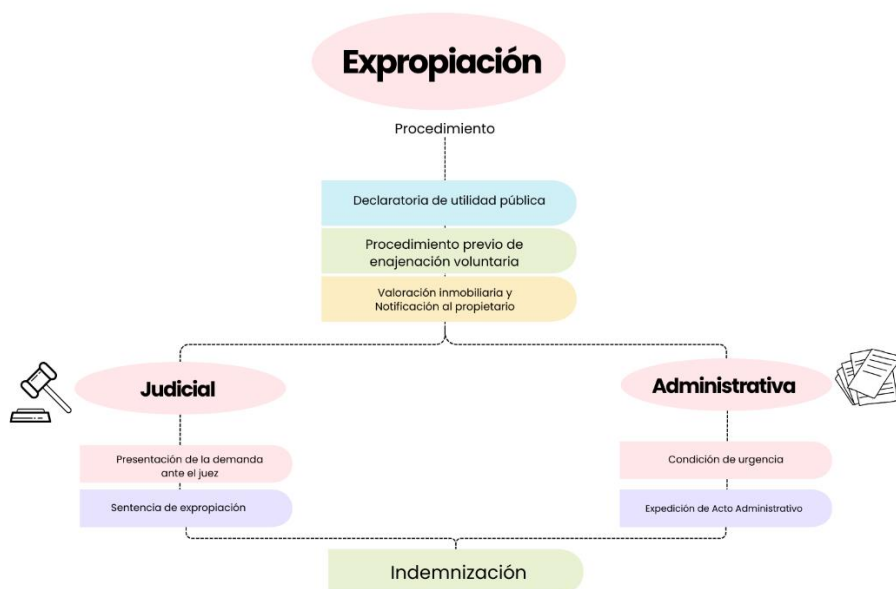 Expropiación
Procedimiento
Declaratoria de utilidad pública
Procedimiento previo de
enajenación voluntaria
Valoración inmobiliaria y
Notificación al propietario
Judicial
Administrativa
Presentación de la demanda
ante el juez
Condición de urgencia
Sentencia de expropiación
Expedición de Acto Administrativo
Indemnización